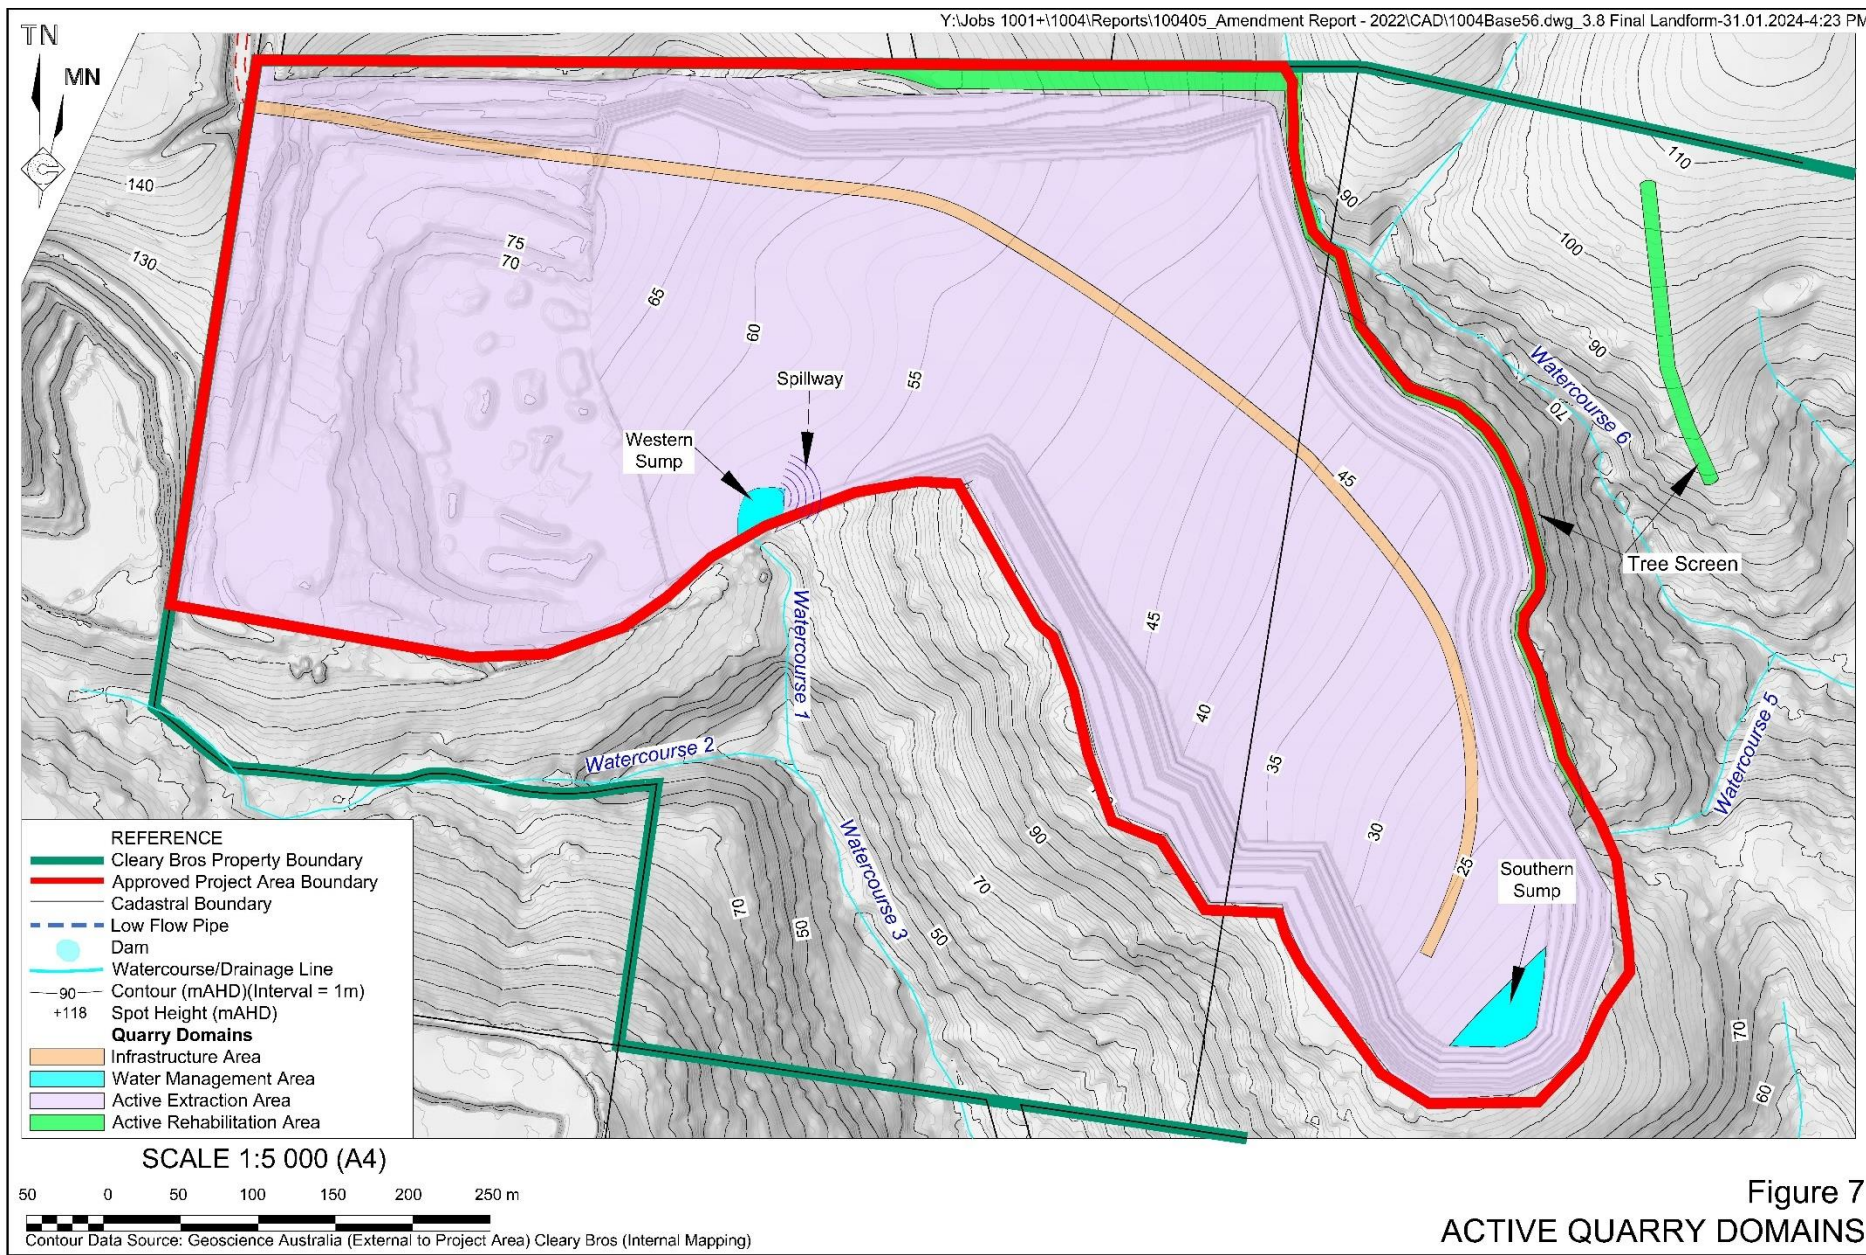 Y:\Jobs 1001+\1004\Reports\100405_Amendment Report - 2022\CAD\1004Base56.dwg_3.8 Final Landform-31.01.2024-4:23 PM
TN
MN
140
130
75
70
65
60
55
Spillway
Western
Sump
110
90
100
90
Watercourse 6
70
45
Tree Screen
Watercourse 1
45
40
35
30
25
Watercourse 2
Watercourse 5
Southern
Sump
Watercourse 3
90
70
50
70
50
70
60
REFERENCE
Cleary Bros Property Boundary
Approved Project Area Boundary
Cadastral Boundary
Low Flow Pipe
Dam
Watercourse/Drainage Line
90 Contour (mAHD)(Interval = 1m)
+118 Spot Height (mAHD)
Quarry Domains
Infrastructure Area
Water Management Area
Active Extraction Area
Active Rehabilitation Area
SCALE 1:5 000 (A4)
50 0 50 100 150 200 250 m
Contour Data Source: Geoscience Australia (External to Project Area) Cleary Bros (Internal Mapping)
Figure 7
ACTIVE QUARRY DOMAINS